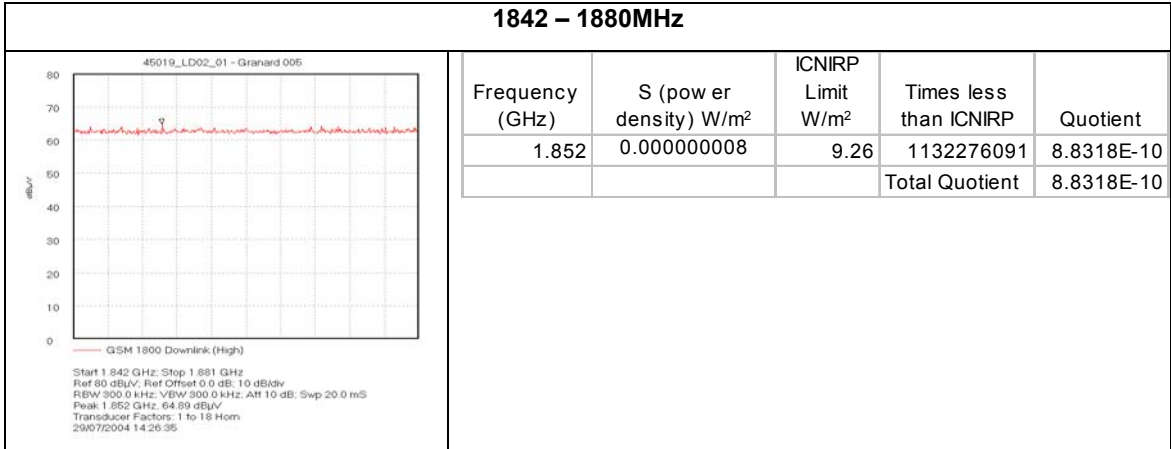 1842 – 1880MHz
45019_LD02_01 - Granard 005
80
70
60
50
40
30
20
10
0
dBµV
GSM 1800 Downlink (High)
Start 1.842 GHz; Stop 1.881 GHz
Ref 80 dBµV; Ref Offset 0.0 dB; 10 dB/div
RBW 300.0 kHz; VBW 300.0 kHz; Att 10 dB; Swp 20.0 mS
Peak 1.852 GHz, 64.89 dBµV
Transducer Factors: 1 to 18 Horn
29/07/2004 14:26:35
Frequency (GHz) S (pow er density) W/m² ICNIRP Limit W/m² Times less than ICNIRP Quotient
1.852 0.000000008 9.26 1132276091 8.8318E-10
Total Quotient 8.8318E-10